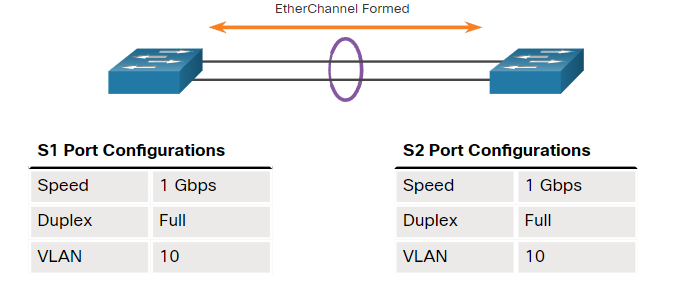 EtherChannel Formed
S1 Port Configurations
Speed 1 Gbps
Duplex Full
VLAN 10
S2 Port Configurations
Speed 1 Gbps
Duplex Full
VLAN 10